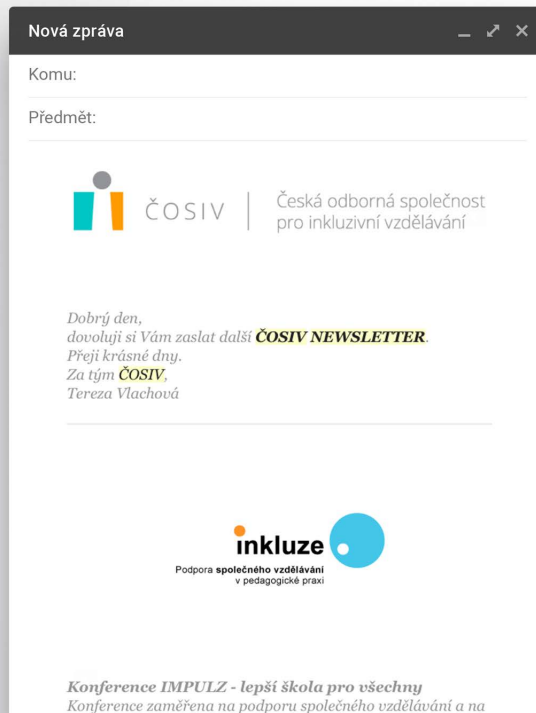 Nová zpráva
Komu:
Předmět:
ČOSIV
Česká odborná společnost
pro inkluzivní vzdělávání
Dobrý den,
dovoluji si Vám zaslat další ČOSIV NEWSLETTER.
Přeji krásné dny.
Za tým ČOSIV,
Tereza Vlachová
inkluze
Podpora společného vzdělávání
v pedagogické praxi
Konference IMPULZ - lepší škola pro všechny
Konference zaměřena na podporu společného vzdělávání a na